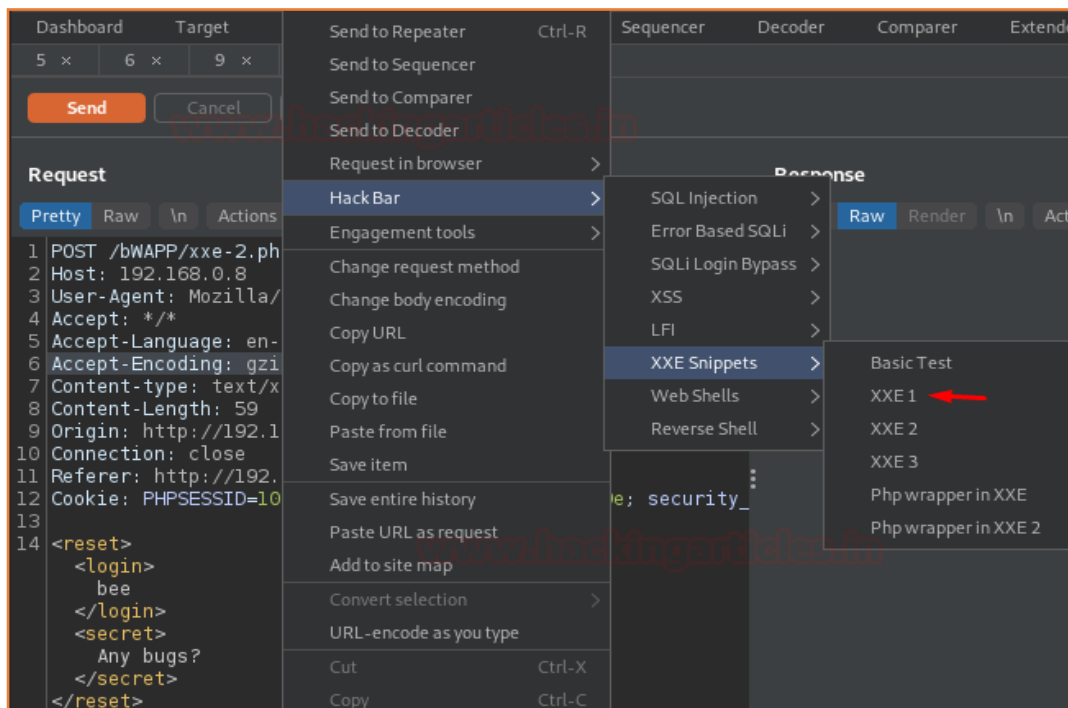 Dashboard Target Sequencer Decoder Comparer Extende
5 × 6 × 9 ×
Send Cancel
Request
Pretty Raw \n Actions
1 POST /bWAPP/xxe-2.ph
2 Host: 192.168.0.8
3 User-Agent: Mozilla/
4 Accept: */*
5 Accept-Language: en-
6 Accept-Encoding: gzi
7 Content-type: text/x
8 Content-Length: 59
9 Origin: http://192.1
10 Connection: close
11 Referer: http://192.
12 Cookie: PHPSESSID=10
13
14 <reset>
<login>
bee
</login>
<secret>
Any bugs?
</secret>
</reset>
Send to Repeater Ctrl-R
Send to Sequencer
Send to Comparer
Send to Decoder
Request in browser >
Hack Bar >
Engagement tools >
Change request method
Change body encoding
Copy URL
Copy as curl command
Copy to file
Paste from file
Save item
Save entire history
Paste URL as request
Add to site map
Convert selection >
URL-encode as you type
Cut Ctrl-X
Copy Ctrl-C
SQL Injection >
Error Based SQLi >
SQLi Login Bypass >
XSS >
LFI >
XXE Snippets >
Web Shells >
Reverse Shell >
Basic Test
XXE 1
XXE 2
XXE 3
Php wrapper in XXE
Php wrapper in XXE 2
Response
Raw Render \n Act
e; security_
www.hackingarticles.in
www.hackingarticles.in